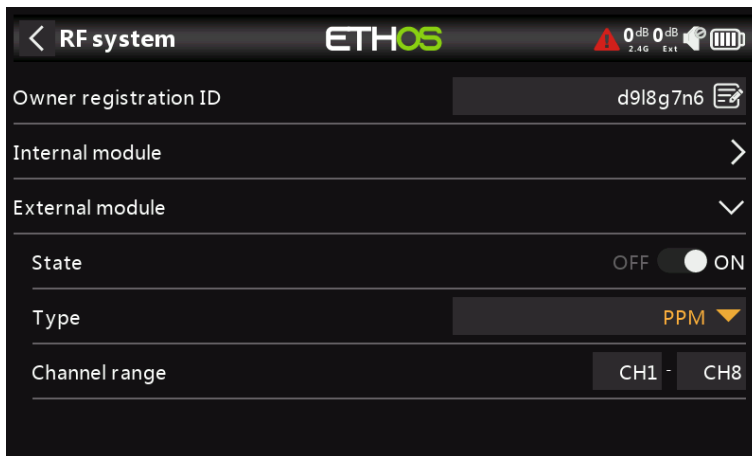 RF system ETHOS 0dB 2.4G 0dB Ext
Owner registration ID d9l8g7n6
Internal module
External module
State OFF ON
Type PPM
Channel range CH1 - CH8